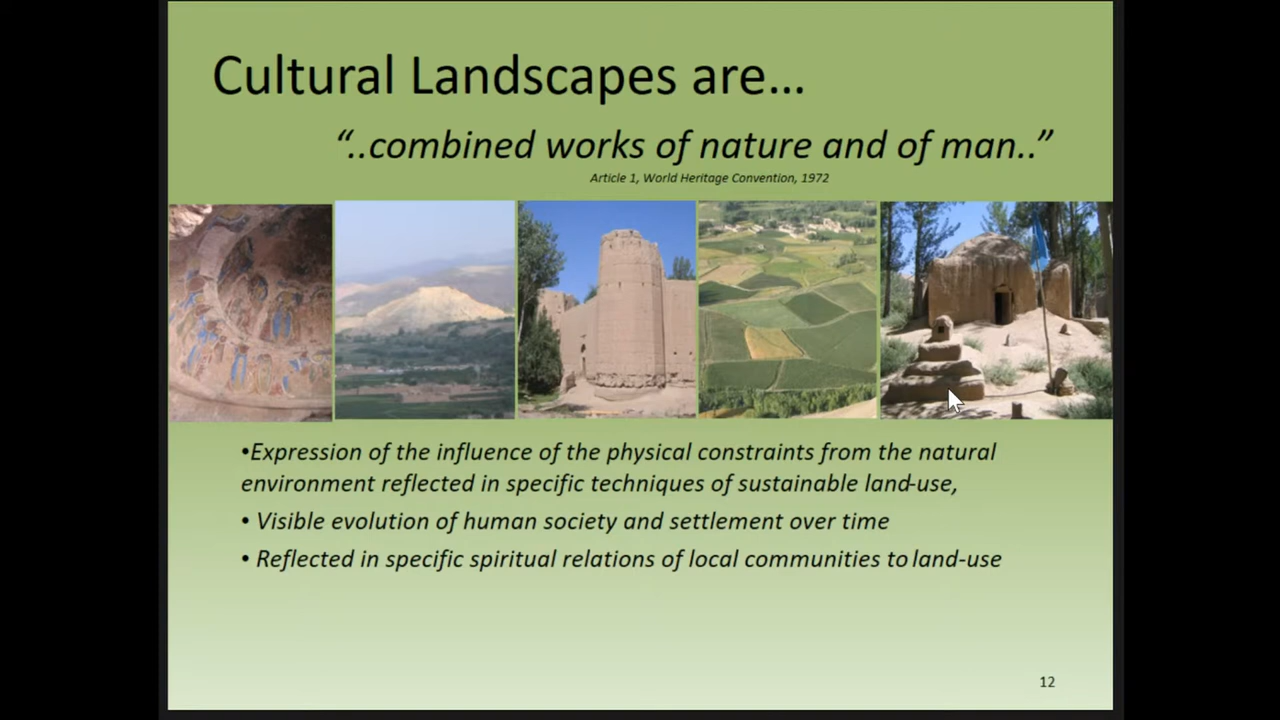 Cultural Landscapes are...
“..combined works of nature and of man..”
Article 1, World Heritage Convention, 1972
•Expression of the influence of the physical constraints from the natural
environment reflected in specific techniques of sustainable land-use,
• Visible evolution of human society and settlement over time
• Reflected in specific spiritual relations of local communities to land-use
12